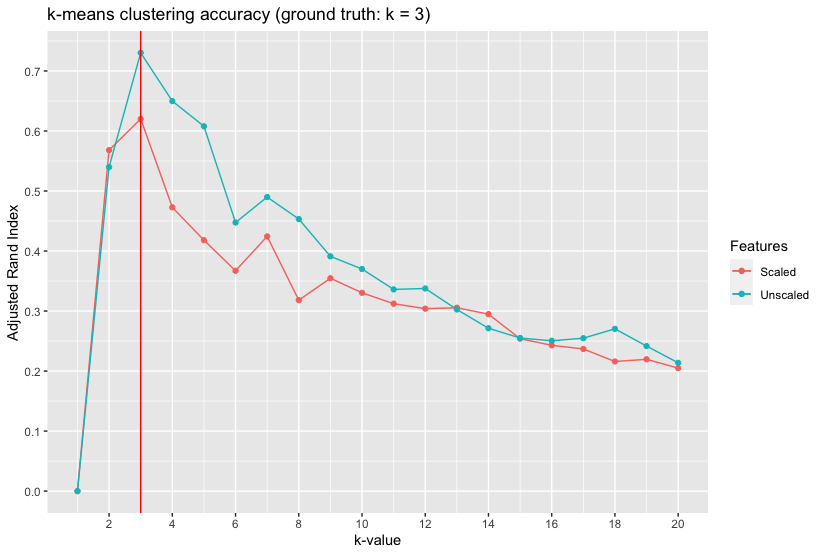 k-means clustering accuracy (ground truth: k = 3)
Adjusted Rand Index
0.7
0.6
0.5
0.4
0.3
0.2
0.1
0.0
2 4 6 8 10 12 14 16 18 20
k-value
Features
Scaled
Unscaled